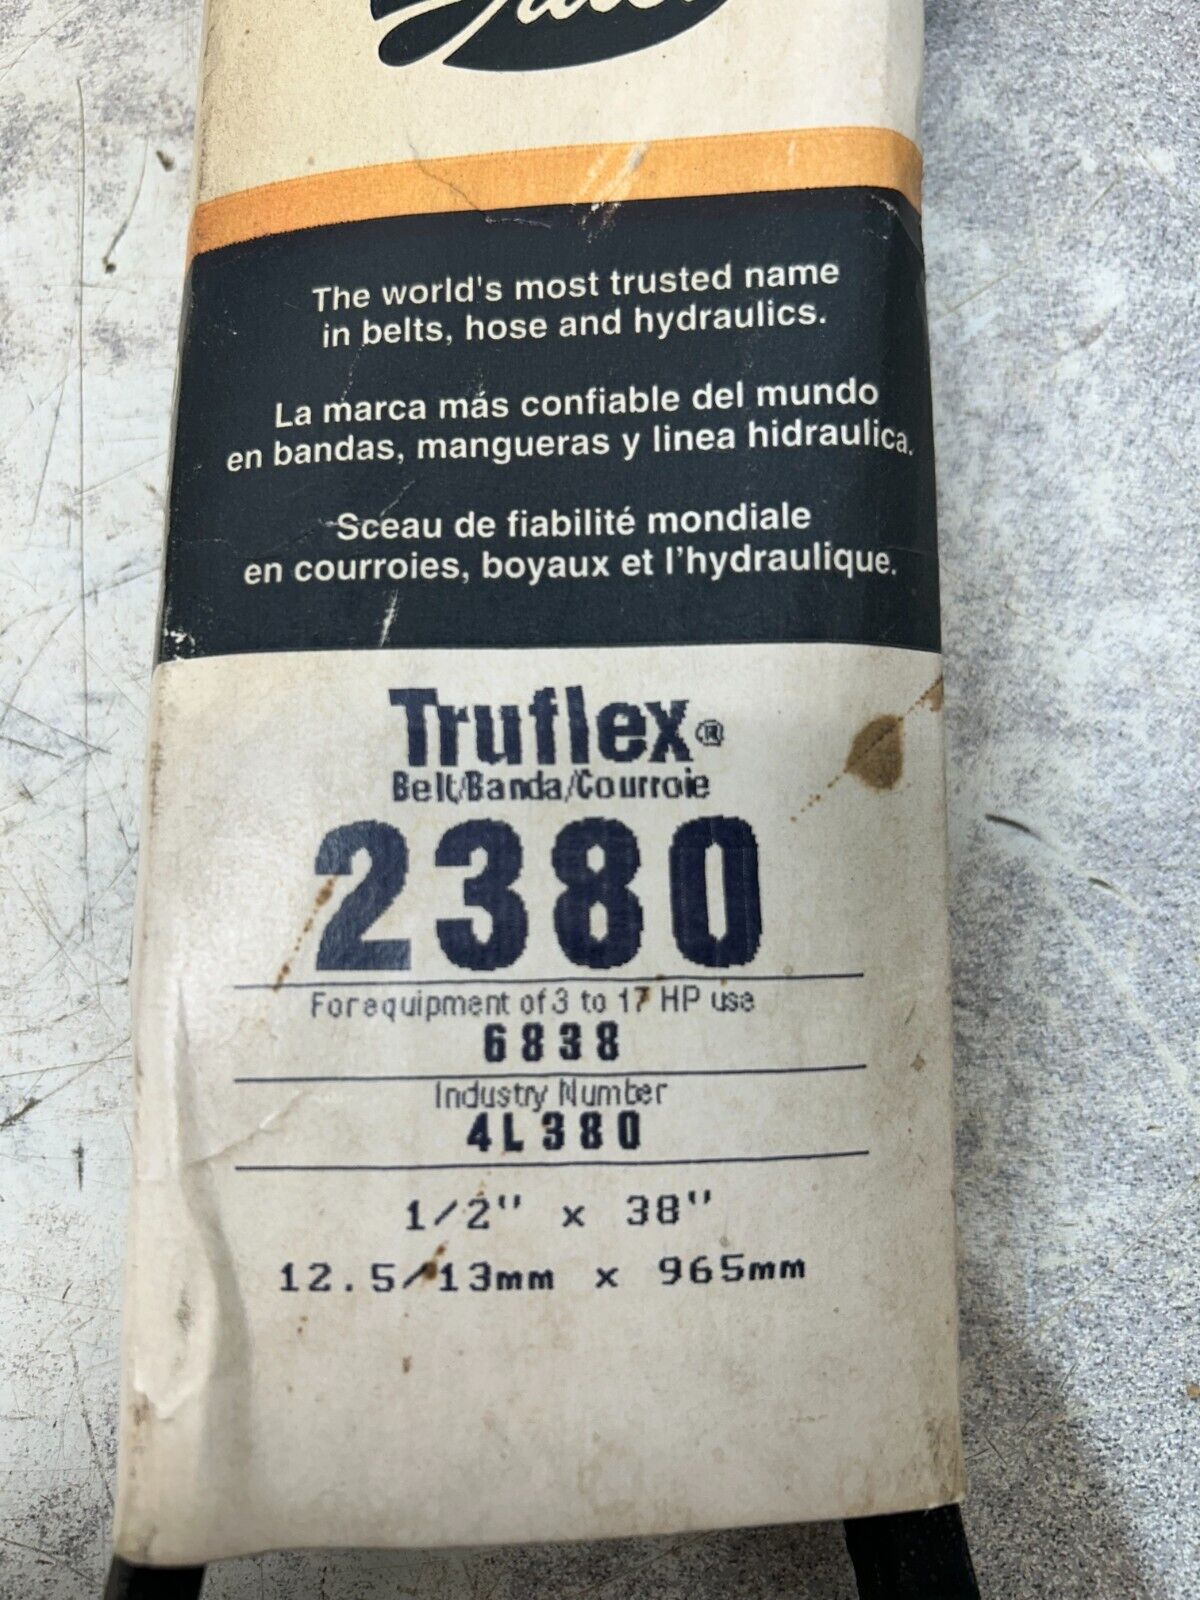 The world's most trusted name
in belts, hose and hydraulics.
La marca más confiable del mundo
en bandas, mangueras y linea hidraulica.
Sceau de fiabilité mondiale
en courroies, boyaux et l'hydraulique.
Truflex®
Belt/Banda/Courroie
2380
For equipment of 3 to 17 HP use
6838
Industry Number
4L380
1/2" x 38"
12.5/13mm x 965mm